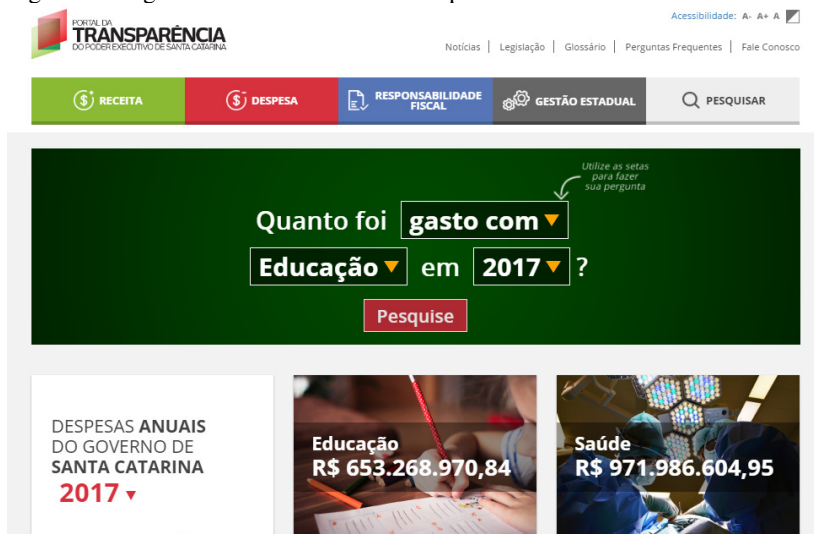 PORTAL DA
TRANSPARÊNCIA
DO PODER EXECUTIVO DE SANTA CATARINA
Acessibilidade: A- A+ A
Notícias | Legislação | Glossário | Perguntas Frequentes | Fale Conosco
RECEITA
DESPESA
RESPONSABILIDADE
FISCAL
GESTÃO ESTADUAL
PESQUISAR
Utilize as setas
para fazer
sua pergunta
Quanto foi gasto com
Educação em 2017 ?
Pesquise
DESPESAS ANUAIS
DO GOVERNO DE
SANTA CATARINA
2017
Educação
R$ 653.268.970,84
Saúde
R$ 971.986.604,95